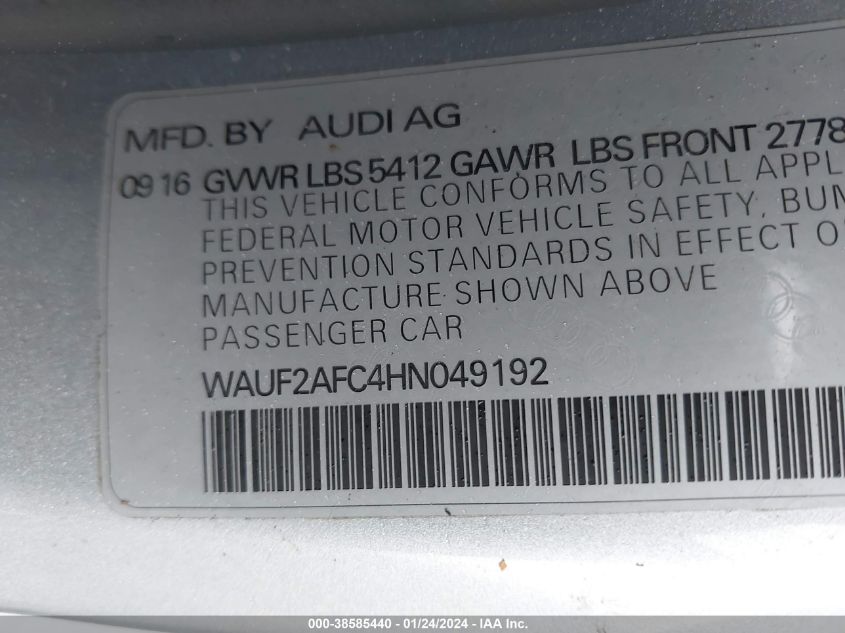 MFD. BY AUDI AG
09 16 GVWR LBS 5412 GAWR LBS FRONT 2778
THIS VEHICLE CONFORMS TO ALL APPL
FEDERAL MOTOR VEHICLE SAFETY, BUM
PREVENTION STANDARDS IN EFFECT O
MANUFACTURE SHOWN ABOVE
PASSENGER CAR
WAUF2AFC4HN049192
000-38585440 - 01/24/2024 - IAA Inc.